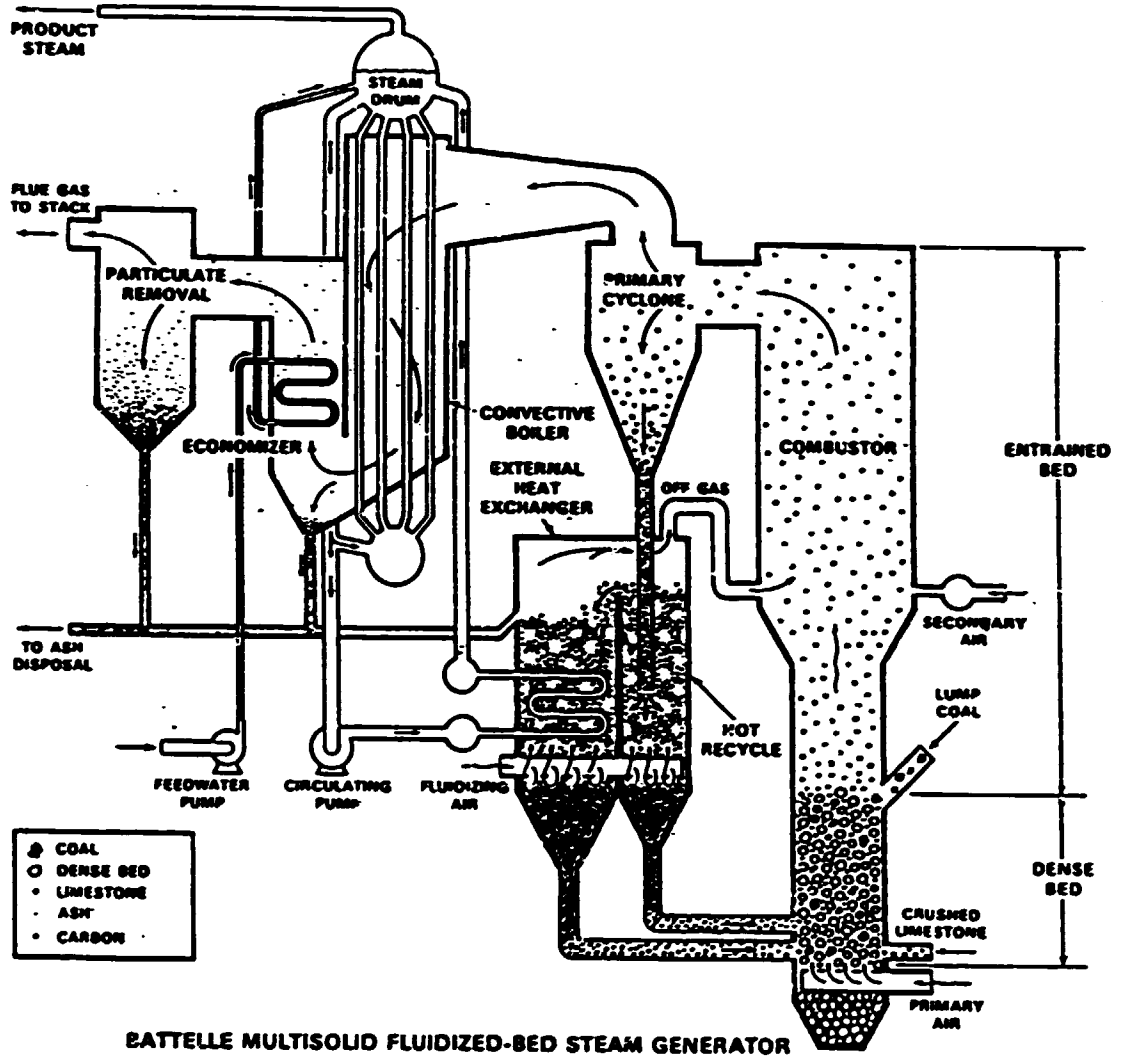 PRODUCT
STEAM
STEAM
DRUM
FLUE GAS
TO STACK
PARTICULATE
REMOVAL
PRIMARY
CYCLONE
ECONOMIZER
CONVECTIVE
BOILER
EXTERNAL
HEAT
EXCHANGER
OFF GAS
COMBUSTOR
ENTRAINED
BED
SECONDARY
AIR
TO ASH
DISPOSAL
LUMP
COAL
HOT
RECYCLE
FEEDWATER
PUMP
CIRCULATING
PUMP
FLUIDIZING
AIR
COAL
DENSE BED
LIMESTONE
ASH
CARBON
DENSE
BED
CRUSHED
LIMESTONE
PRIMARY
AIR
BATTELLE MULTISOLID FLUIDIZED-BED STEAM GENERATOR